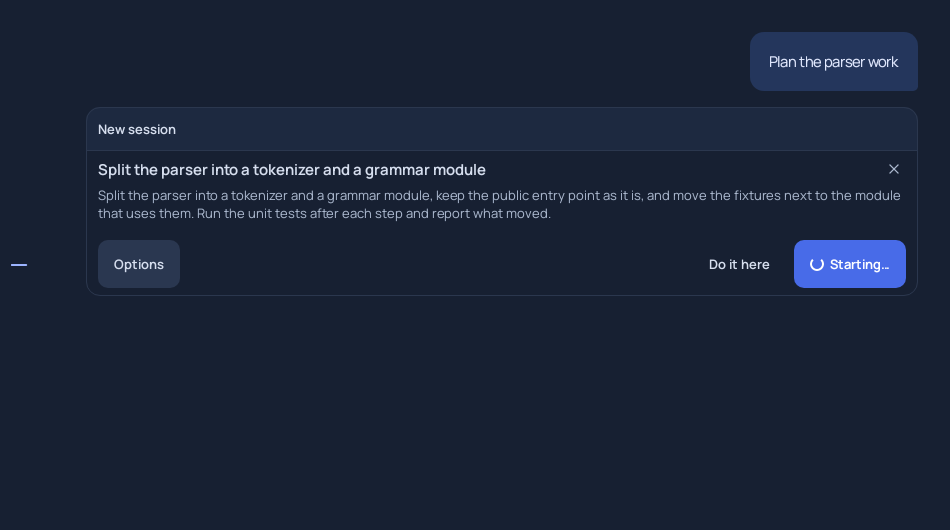 Plan the parser work
New session
Split the parser into a tokenizer and a grammar module
Split the parser into a tokenizer and a grammar module, keep the public entry point as it is, and move the fixtures next to the module
that uses them. Run the unit tests after each step and report what moved.
Options
Do it here
Starting...